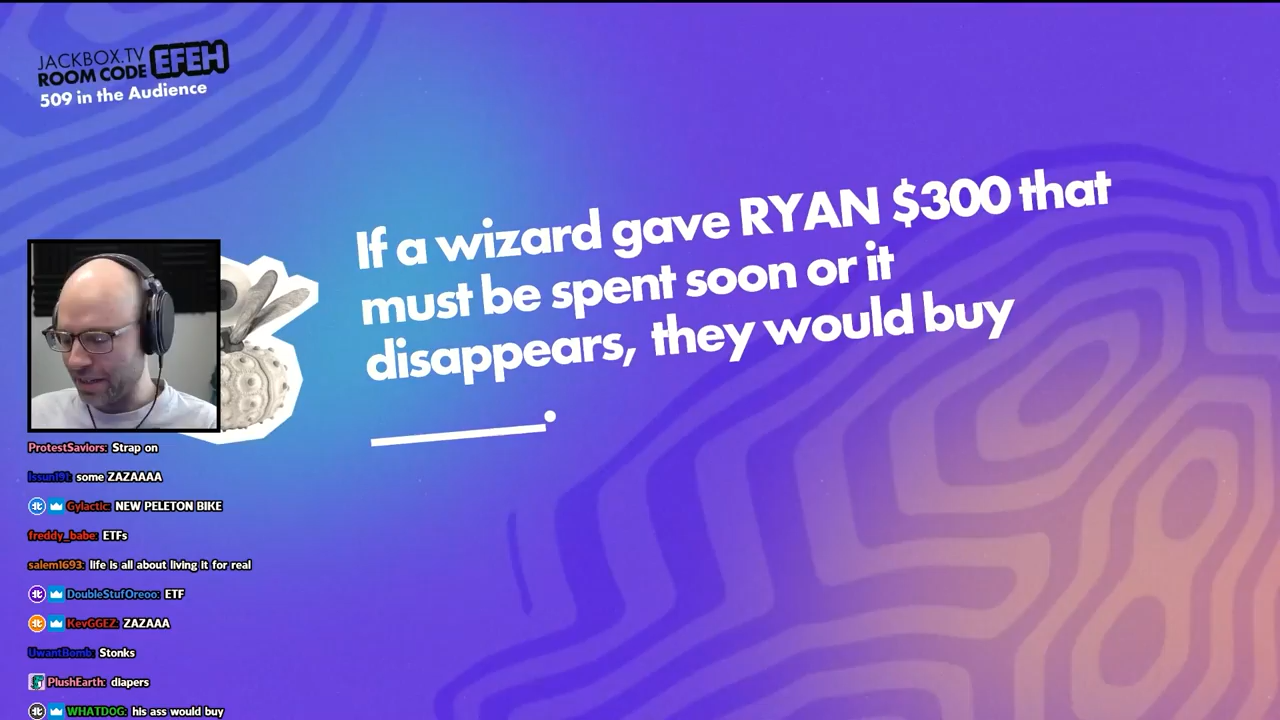 JACKBOX.TV
ROOM CODE EFEH
509 in the Audience
If a wizard gave RYAN $300 that
must be spent soon or it
disappears, they would buy
_______.
ProtestSaviors: Strap on
Issun191: some ZAZAAAA
Gylactic: NEW PELETON BIKE
freddy_babe: ETFs
salem1693: life is all about living it for real
DoubleStufOreoo: ETF
KevGGEZ: ZAZAAA
UwantBomb: Stonks
PlushEarth: diapers
WHATDOG: his ass would buy